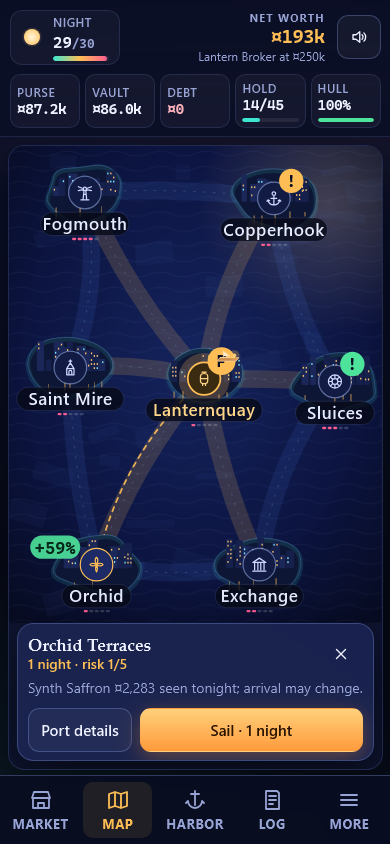 NIGHT
29/30
NET WORTH
¤193k
Lantern Broker at ¤250k
PURSE
¤87.2k
VAULT
¤86.0k
DEBT
¤0
HOLD
14/45
HULL
100%
!
Fogmouth
Copperhook
!
Saint Mire
Lanternquay
Sluices
+59%
Orchid
Exchange
Orchid Terraces
1 night · risk 1/5
Synth Saffron ¤2,283 seen tonight; arrival may change.
Port details
Sail · 1 night
MARKET
MAP
HARBOR
LOG
MORE